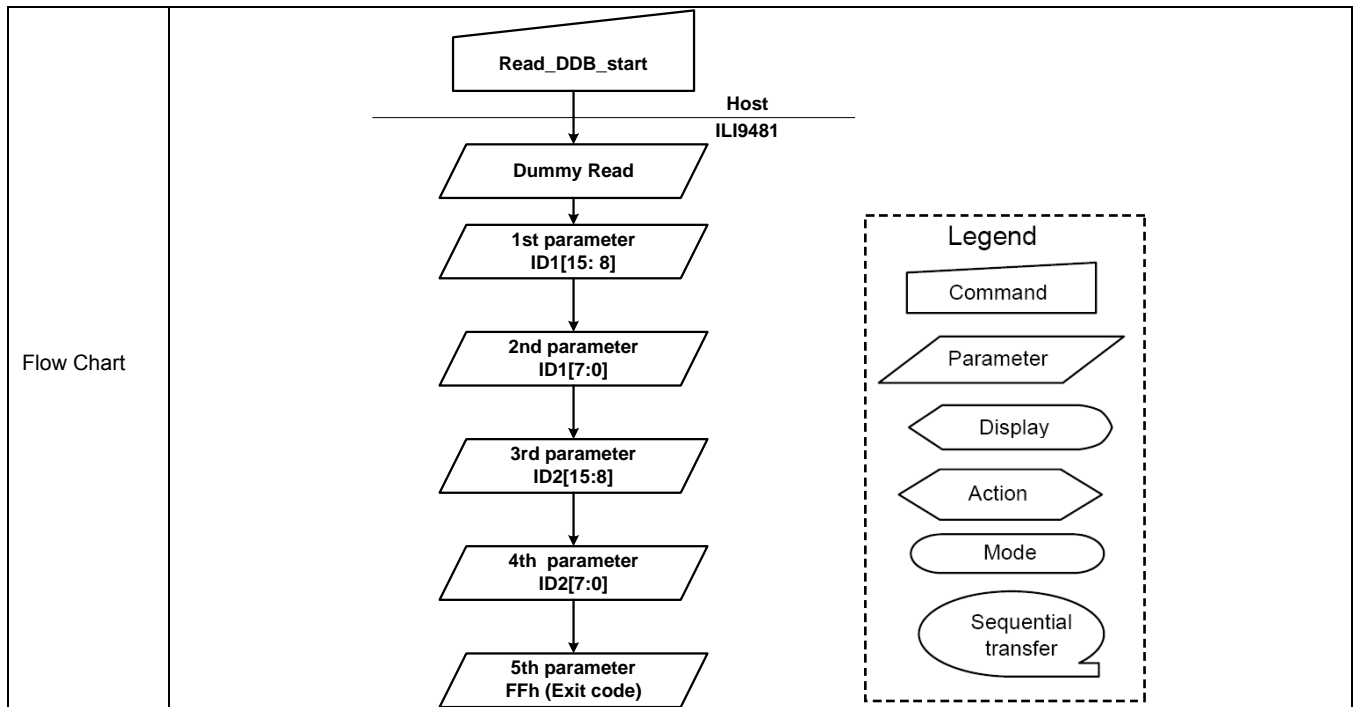 Flow Chart
Read_DDB_start
Host
ILI9481
Dummy Read
1st parameter
ID1[15: 8]
2nd parameter
ID1[7:0]
3rd parameter
ID2[15:8]
4th parameter
ID2[7:0]
5th parameter
FFh (Exit code)
Legend
Command
Parameter
Display
Action
Mode
Sequential
transfer